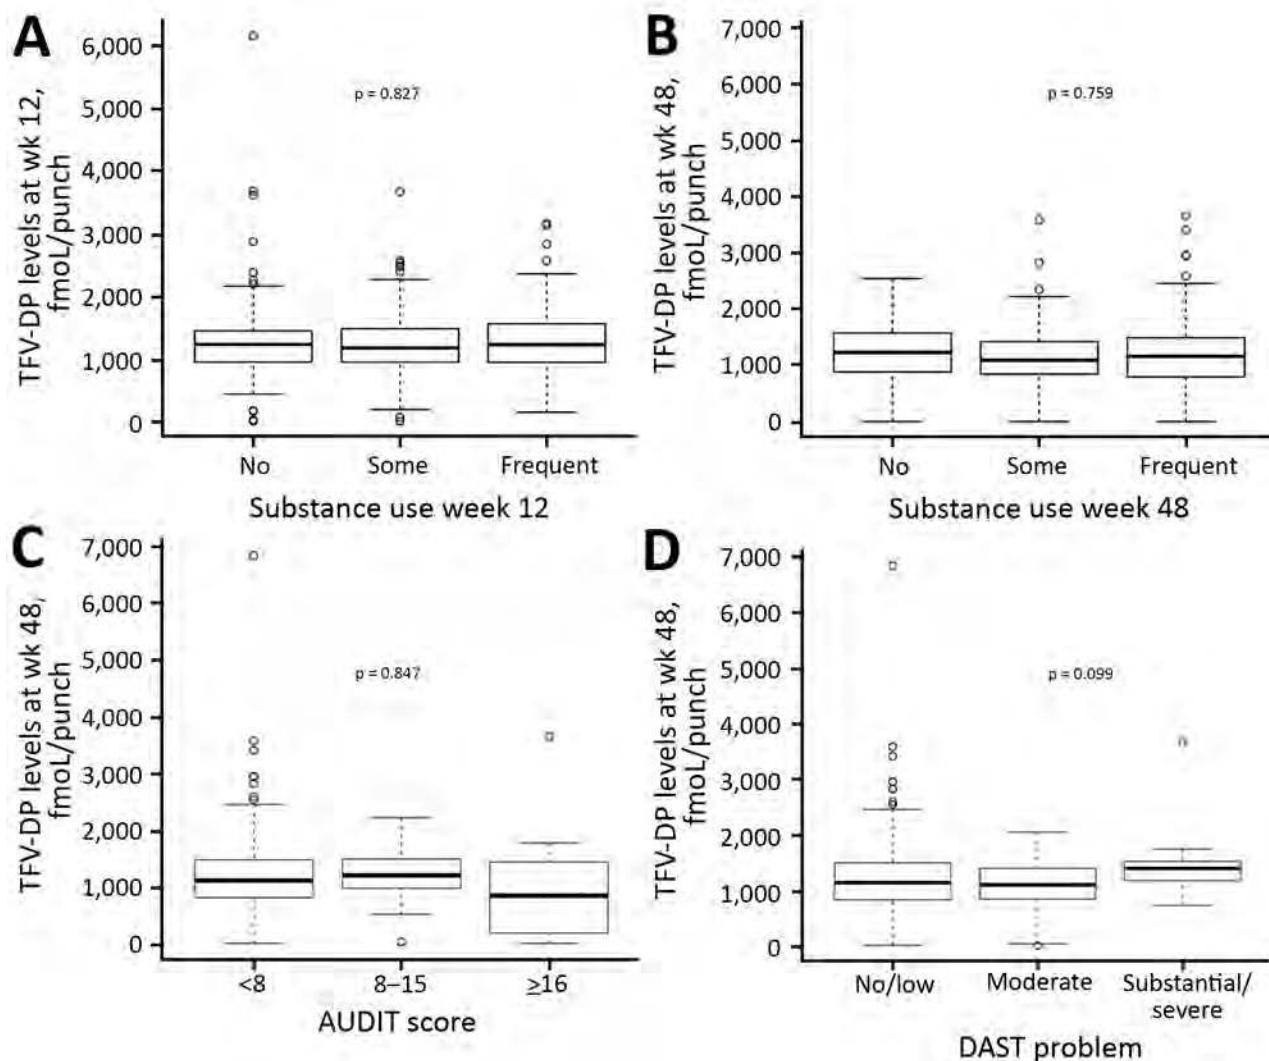 A
TFV-DP levels at wk 12,
fmoL/punch
6,000
5,000
4,000
3,000
2,000
1,000
0
p = 0.827
No Some Frequent
Substance use week 12
B
TFV-DP levels at wk 48,
fmoL/punch
7,000
6,000
5,000
4,000
3,000
2,000
1,000
0
p = 0.759
No Some Frequent
Substance use week 48
C
TFV-DP levels at wk 48,
fmoL/punch
7,000
6,000
5,000
4,000
3,000
2,000
1,000
0
p = 0.847
<8 8–15 ≥16
AUDIT score
D
TFV-DP levels at wk 48,
fmoL/punch
7,000
6,000
5,000
4,000
3,000
2,000
1,000
0
p = 0.099
No/low Moderate Substantial/
severe
DAST problem